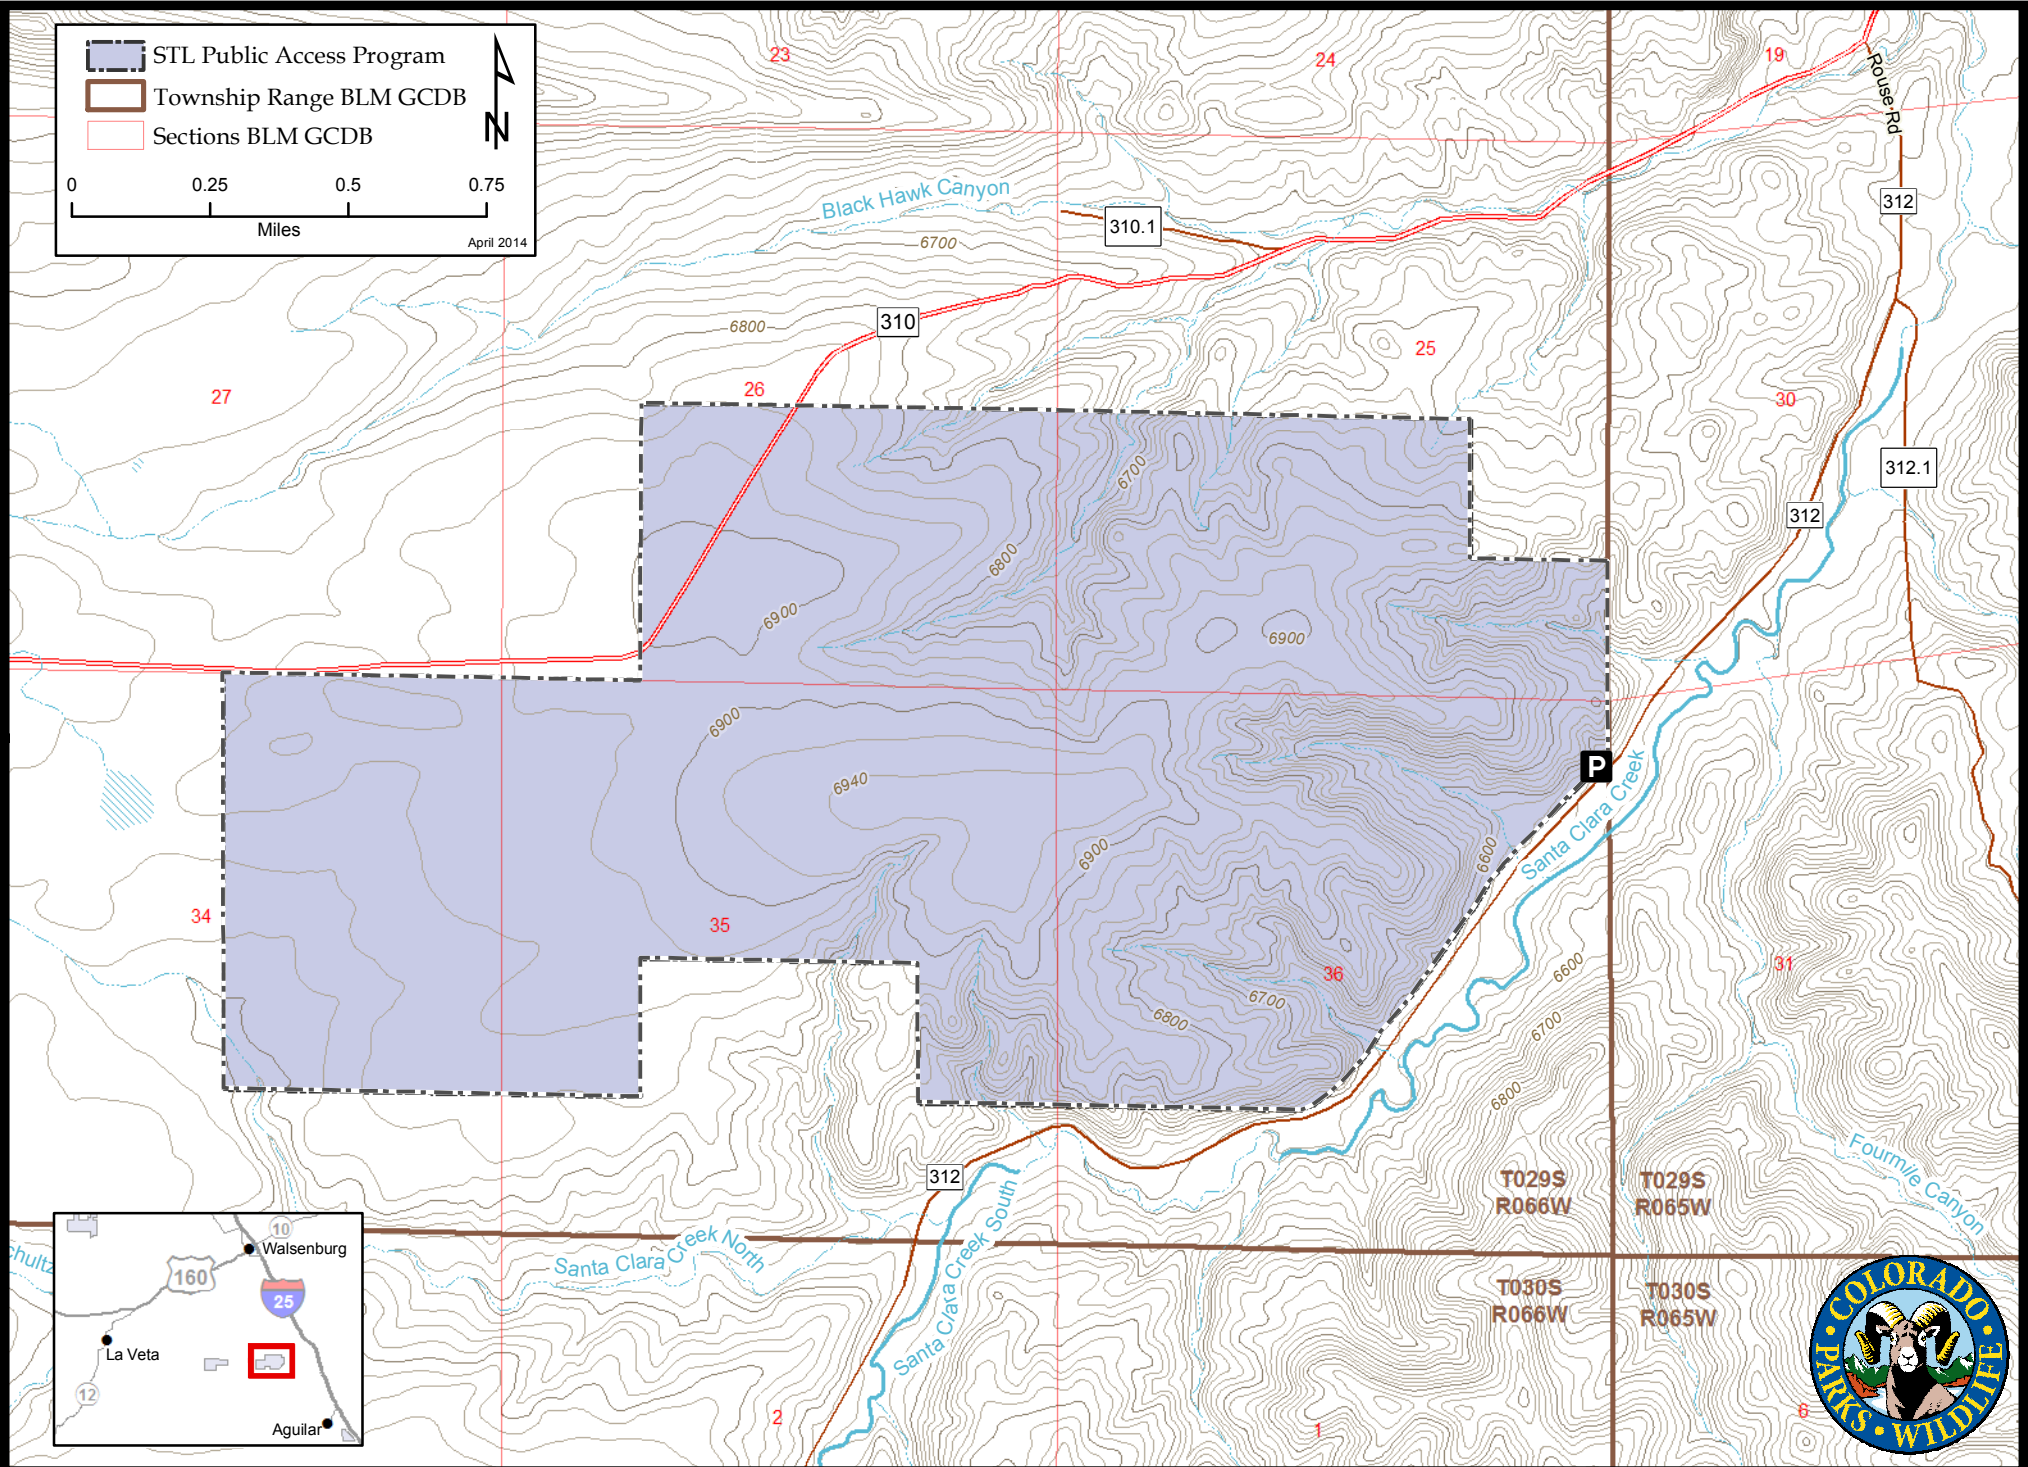 STL Public Access Program
Township Range BLM GCDB
Sections BLM GCDB
N
0 0.25 0.5 0.75
Miles
April 2014
23
24
19
Rouse Rd
312
Black Hawk Canyon
310.1
6700
310
6800
25
26
27
30
312.1
312
6700
6800
6900
6900
6900
6940
6900
P
Santa Clara Creek
6600
34
35
36
31
6600
6700
6800
6700
6800
312
Fourmile Canyon
T029S
R066W
T029S
R065W
T030S
R066W
T030S
R065W
Santa Clara Creek North
Santa Clara Creek South
chultz
2
1
6
10
Walsenburg
160
25
La Veta
12
Aguilar
COLORADO
PARKS • WILDLIFE